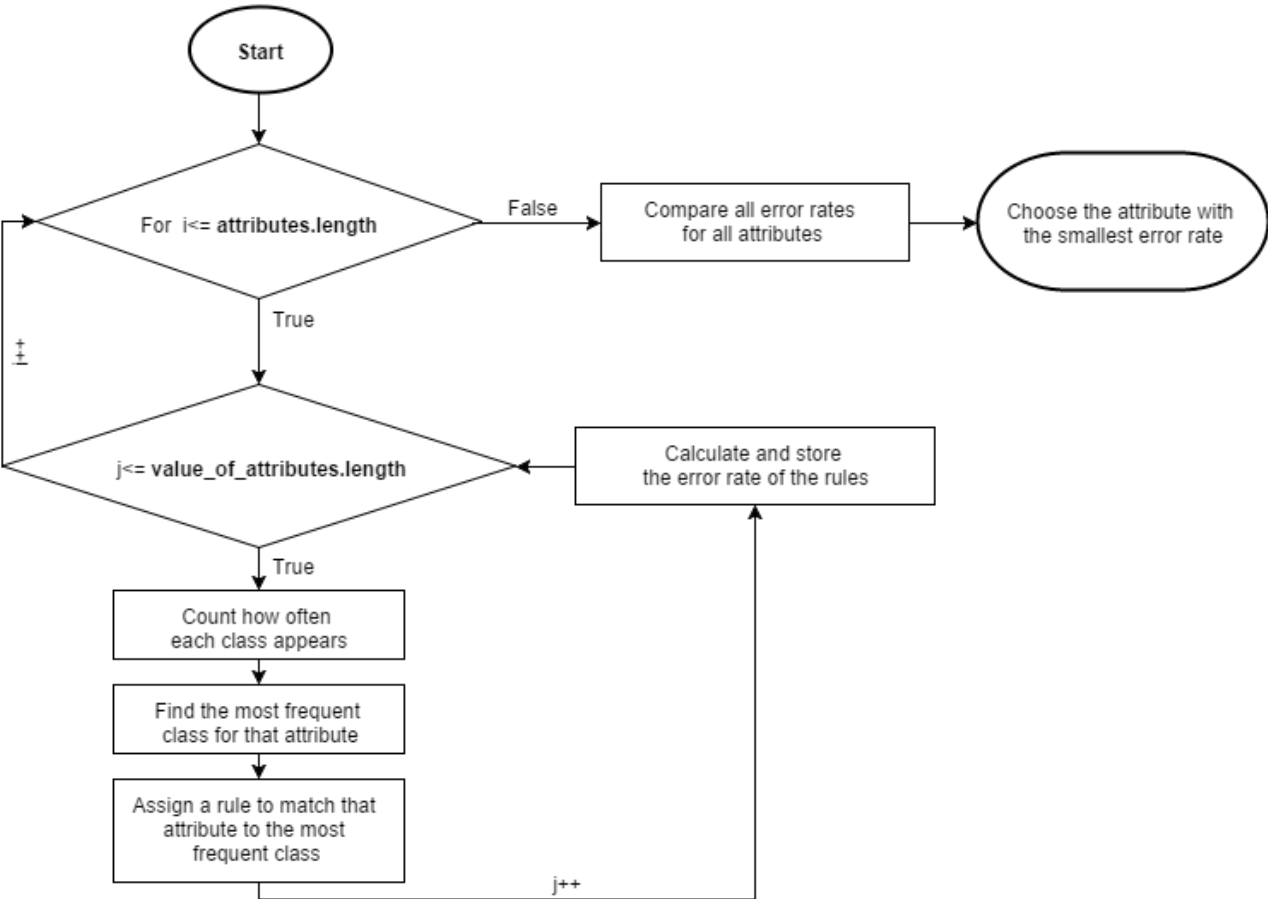 Start
For i<= attributes.length
False
Compare all error rates
for all attributes
Choose the attribute with
the smallest error rate
True
i++
j<= value_of_attributes.length
Calculate and store
the error rate of the rules
True
Count how often
each class appears
Find the most frequent
class for that attribute
Assign a rule to match that
attribute to the most
frequent class
j++